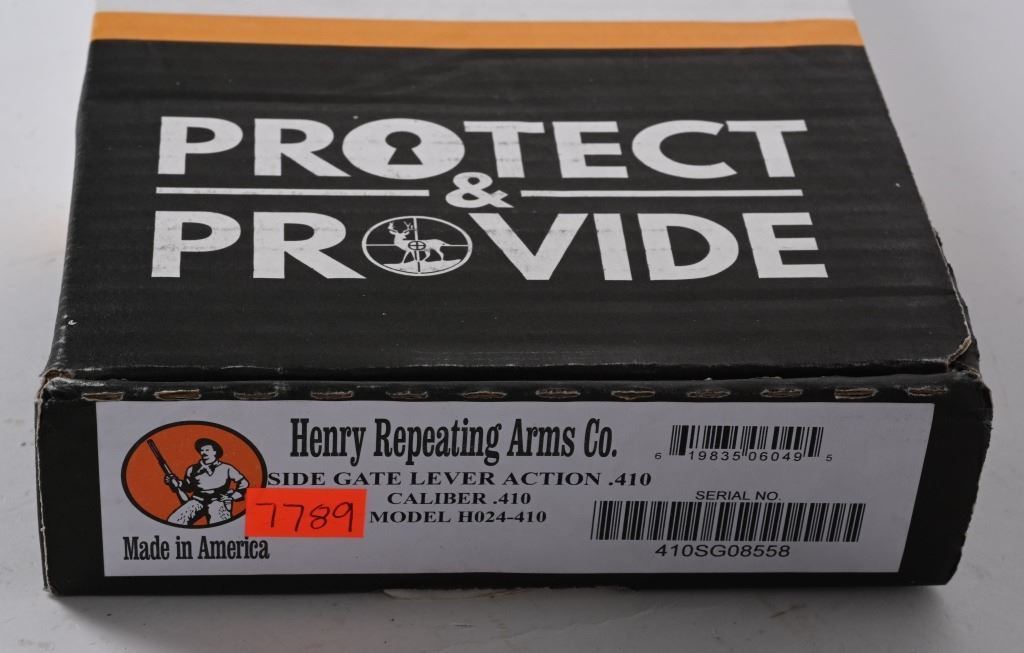 PROTECT
&
PROVIDE
Henry Repeating Arms Co.
SIDE GATE LEVER ACTION .410
CALIBER .410
MODEL H024-410
7789
Made in America
6 19835 06049 5
SERIAL NO.
410SG08558